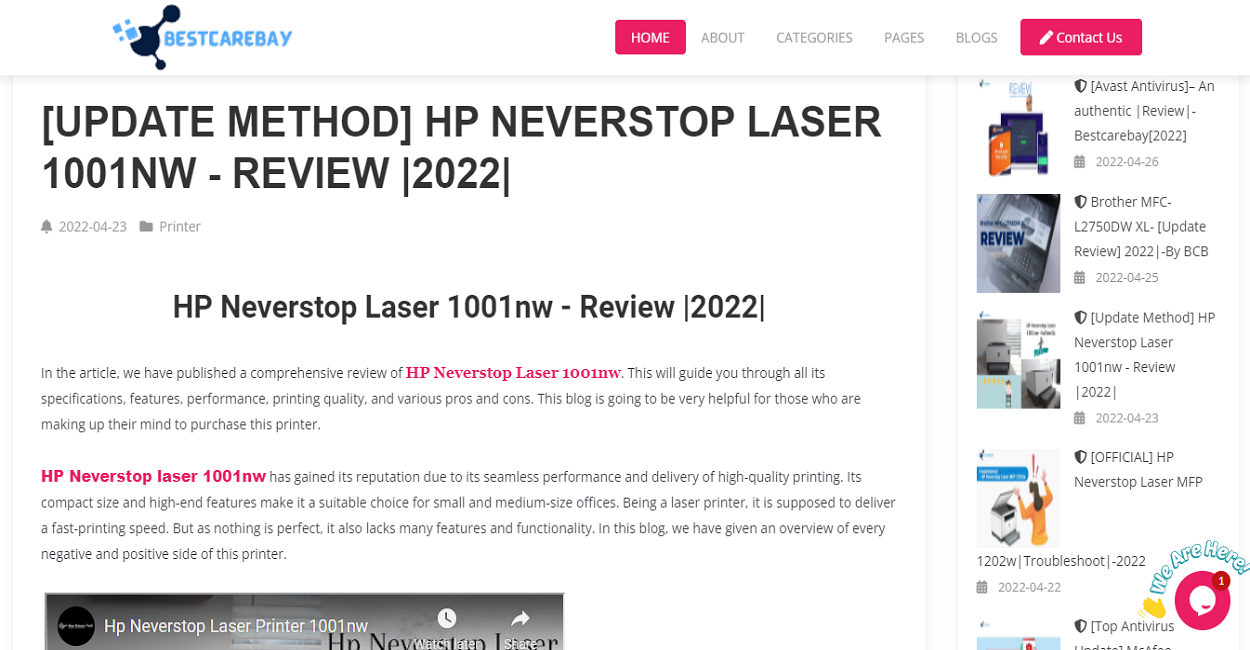 BESTCAREBAY
HOME
ABOUT
CATEGORIES
PAGES
BLOGS
Contact Us
[UPDATE METHOD] HP NEVERSTOP LASER
1001NW - REVIEW |2022|
2022-04-23
Printer
HP Neverstop Laser 1001nw - Review |2022|
In the article, we have published a comprehensive review of HP Neverstop Laser 1001nw. This will guide you through all its
specifications, features, performance, printing quality, and various pros and cons. This blog is going to be very helpful for those who are
making up their mind to purchase this printer.
HP Neverstop laser 1001nw has gained its reputation due to its seamless performance and delivery of high-quality printing. Its
compact size and high-end features make it a suitable choice for small and medium-size offices. Being a laser printer, it is supposed to deliver
a fast-printing speed. But as nothing is perfect, it also lacks many features and functionality. In this blog, we have given an overview of every
negative and positive side of this printer.
Hp Neverstop Laser Printer 1001nw
Hp Neverstop Laser
Watch later
Share
REVIEW
[Avast Antivirus]- An
authentic |Review|-
Bestcarebay[2022]
2022-04-26
REVIEW
Brother MFC-
L2750DW XL- [Update
Review] 2022|-By BCB
2022-04-25
[Update Method] HP
Neverstop Laser
1001nw - Review
|2022|
2022-04-23
[OFFICIAL] HP
Neverstop Laser MFP
1202w|Troubleshoot|-2022
2022-04-22
[Top Antivirus
Update] McAfee
We Are Here!
1